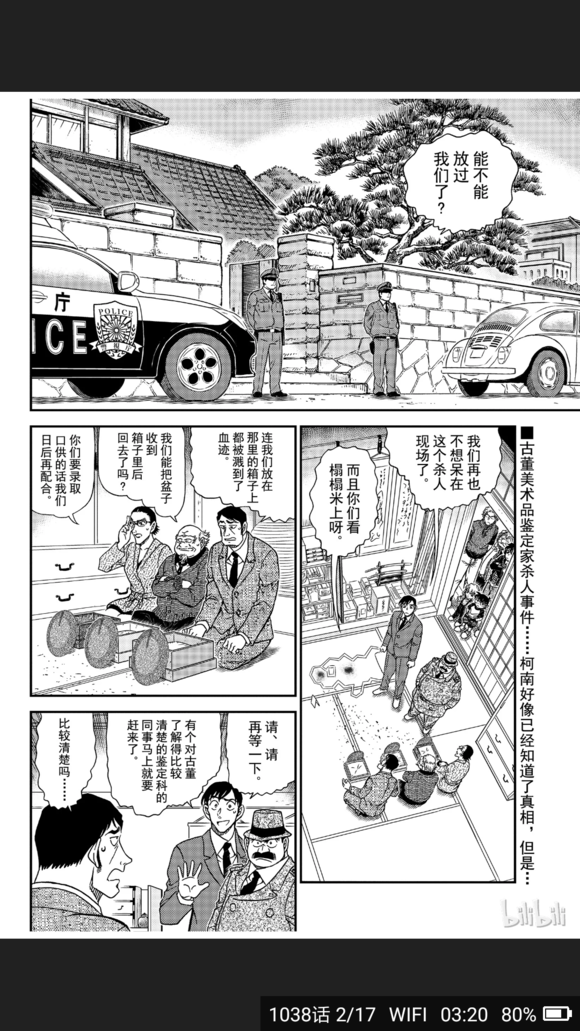 能不能
放过
我们了？
庁
ICE
POLICE
■古董美术品鉴定家杀人事件……柯南好像已经知道了真相，但是…
我们再也
不想呆在
这个杀人
现场了。
而且你们看
榻榻米上呀。
连我们放在
那里的箱子上
都被溅到了
血迹。
我们能把盆子
收到
箱子里后
回去了吗？
你们要录取
口供的话我们
日后再配合。
请、请
再等一下。
有个对古董
了解得比较
清楚的鉴定科的
同事马上就要
赶来了。
比较清楚吗……
bilibili
1038话 2/17 WIFI 03:20 80%